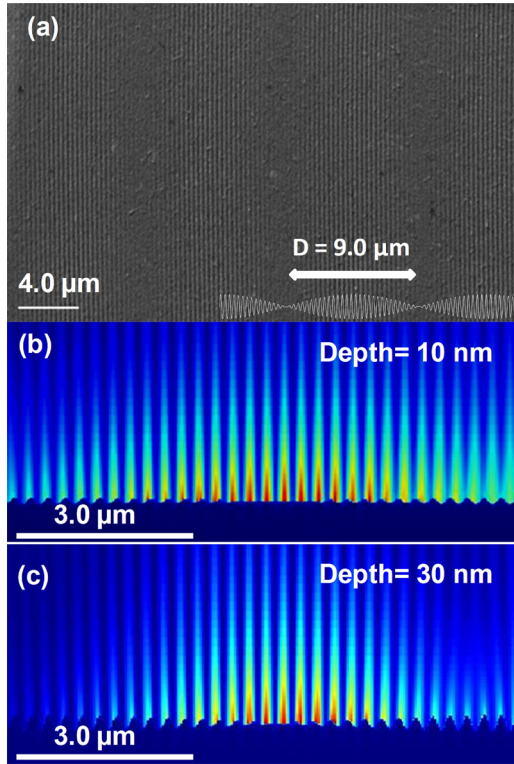 (a)
D = 9.0 μm
4.0 μm
(b)
Depth= 10 nm
3.0 μm
(c)
Depth= 30 nm
3.0 μm